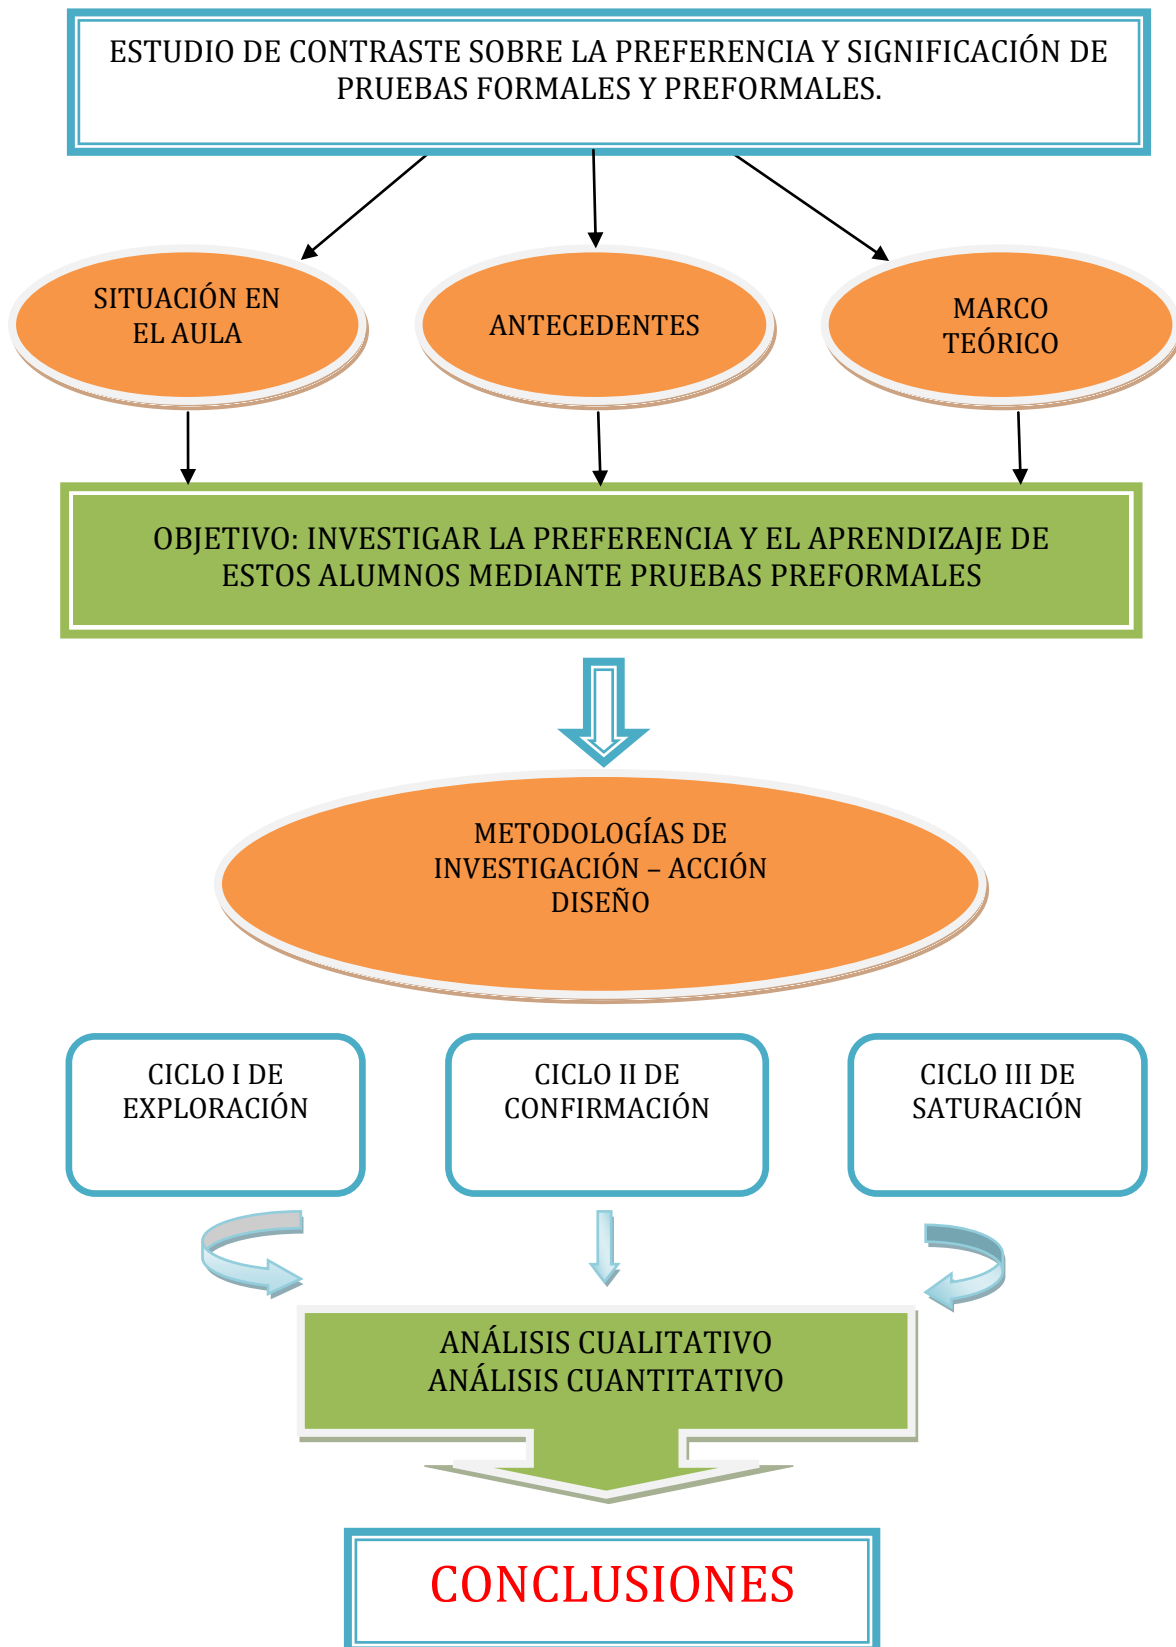 ESTUDIO DE CONTRASTE SOBRE LA PREFERENCIA Y SIGNIFICACIÓN DE
PRUEBAS FORMALES Y PREFORMALES.
SITUACIÓN EN
EL AULA
ANTECEDENTES
MARCO
TEÓRICO
OBJETIVO: INVESTIGAR LA PREFERENCIA Y EL APRENDIZAJE DE
ESTOS ALUMNOS MEDIANTE PRUEBAS PREFORMALES
METODOLOGÍAS DE
INVESTIGACIÓN – ACCIÓN
DISEÑO
CICLO I DE
EXPLORACIÓN
CICLO II DE
CONFIRMACIÓN
CICLO III DE
SATURACIÓN
ANÁLISIS CUALITATIVO
ANÁLISIS CUANTITATIVO
CONCLUSIONES